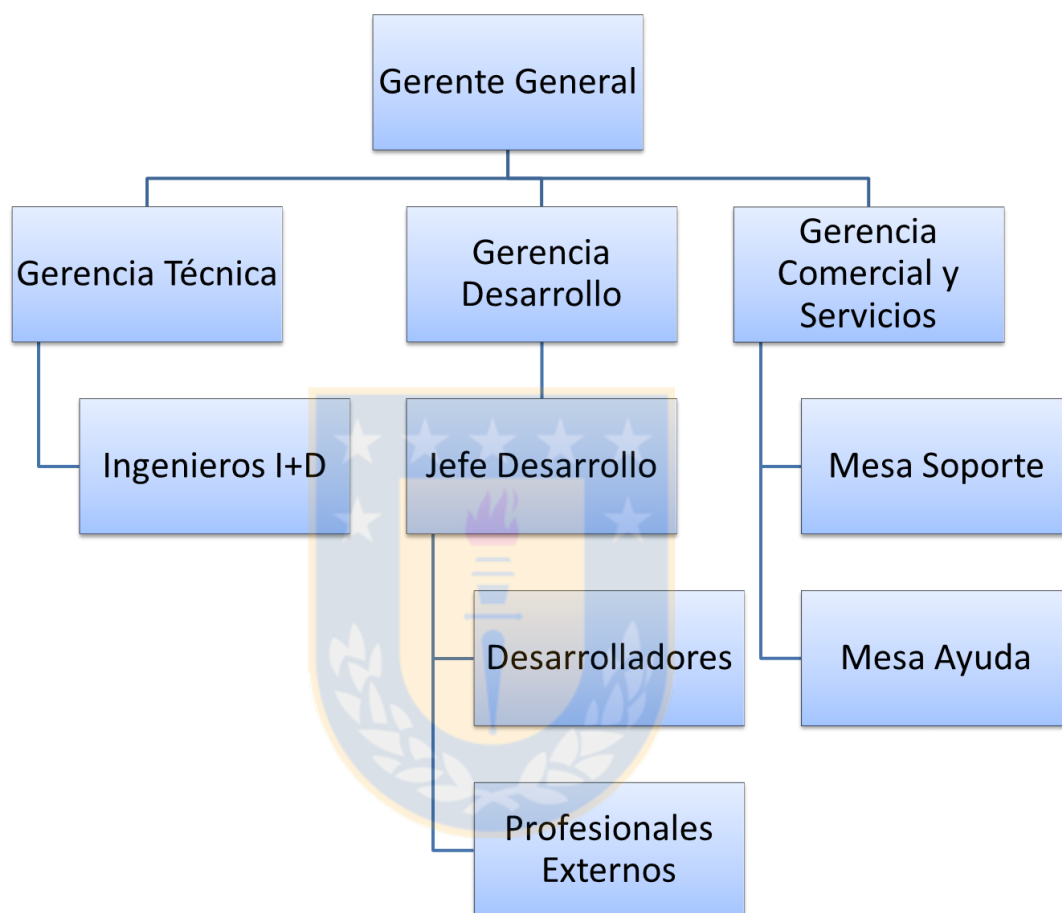 Gerente General
Gerencia Técnica
Gerencia
Desarrollo
Gerencia
Comercial y
Servicios
Ingenieros I+D
Jefe Desarrollo
Mesa Soporte
Desarrolladores
Mesa Ayuda
Profesionales
Externos